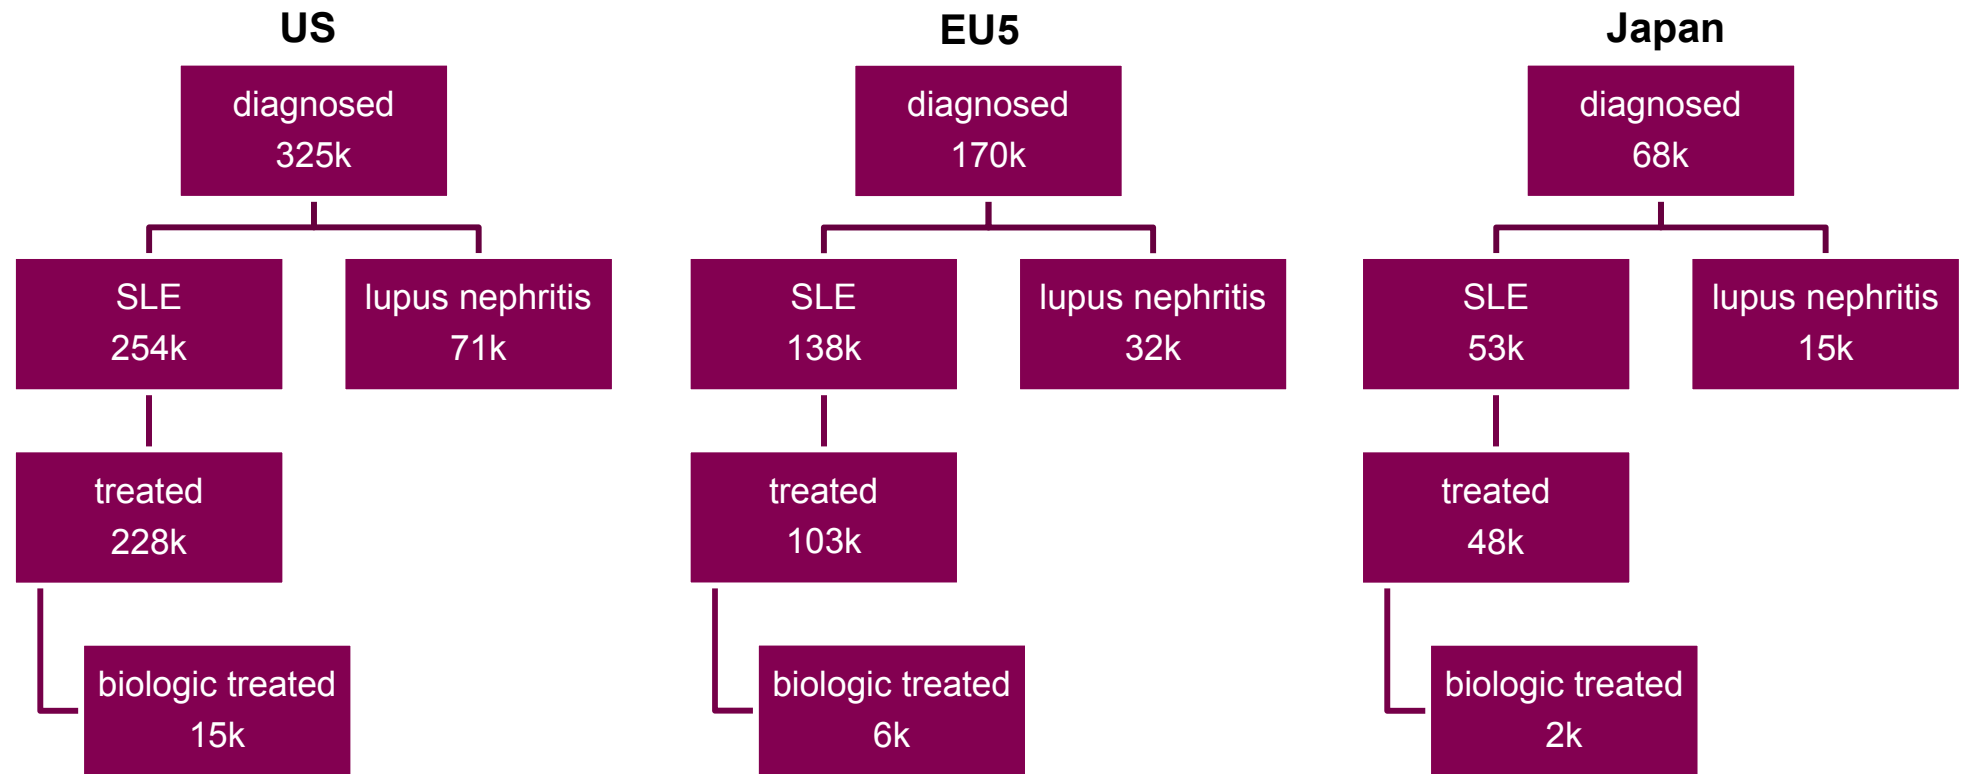 US
diagnosed
325k
SLE
254k
lupus nephritis
71k
treated
228k
biologic treated
15k
EU5
diagnosed
170k
SLE
138k
lupus nephritis
32k
treated
103k
biologic treated
6k
Japan
diagnosed
68k
SLE
53k
lupus nephritis
15k
treated
48k
biologic treated
2k